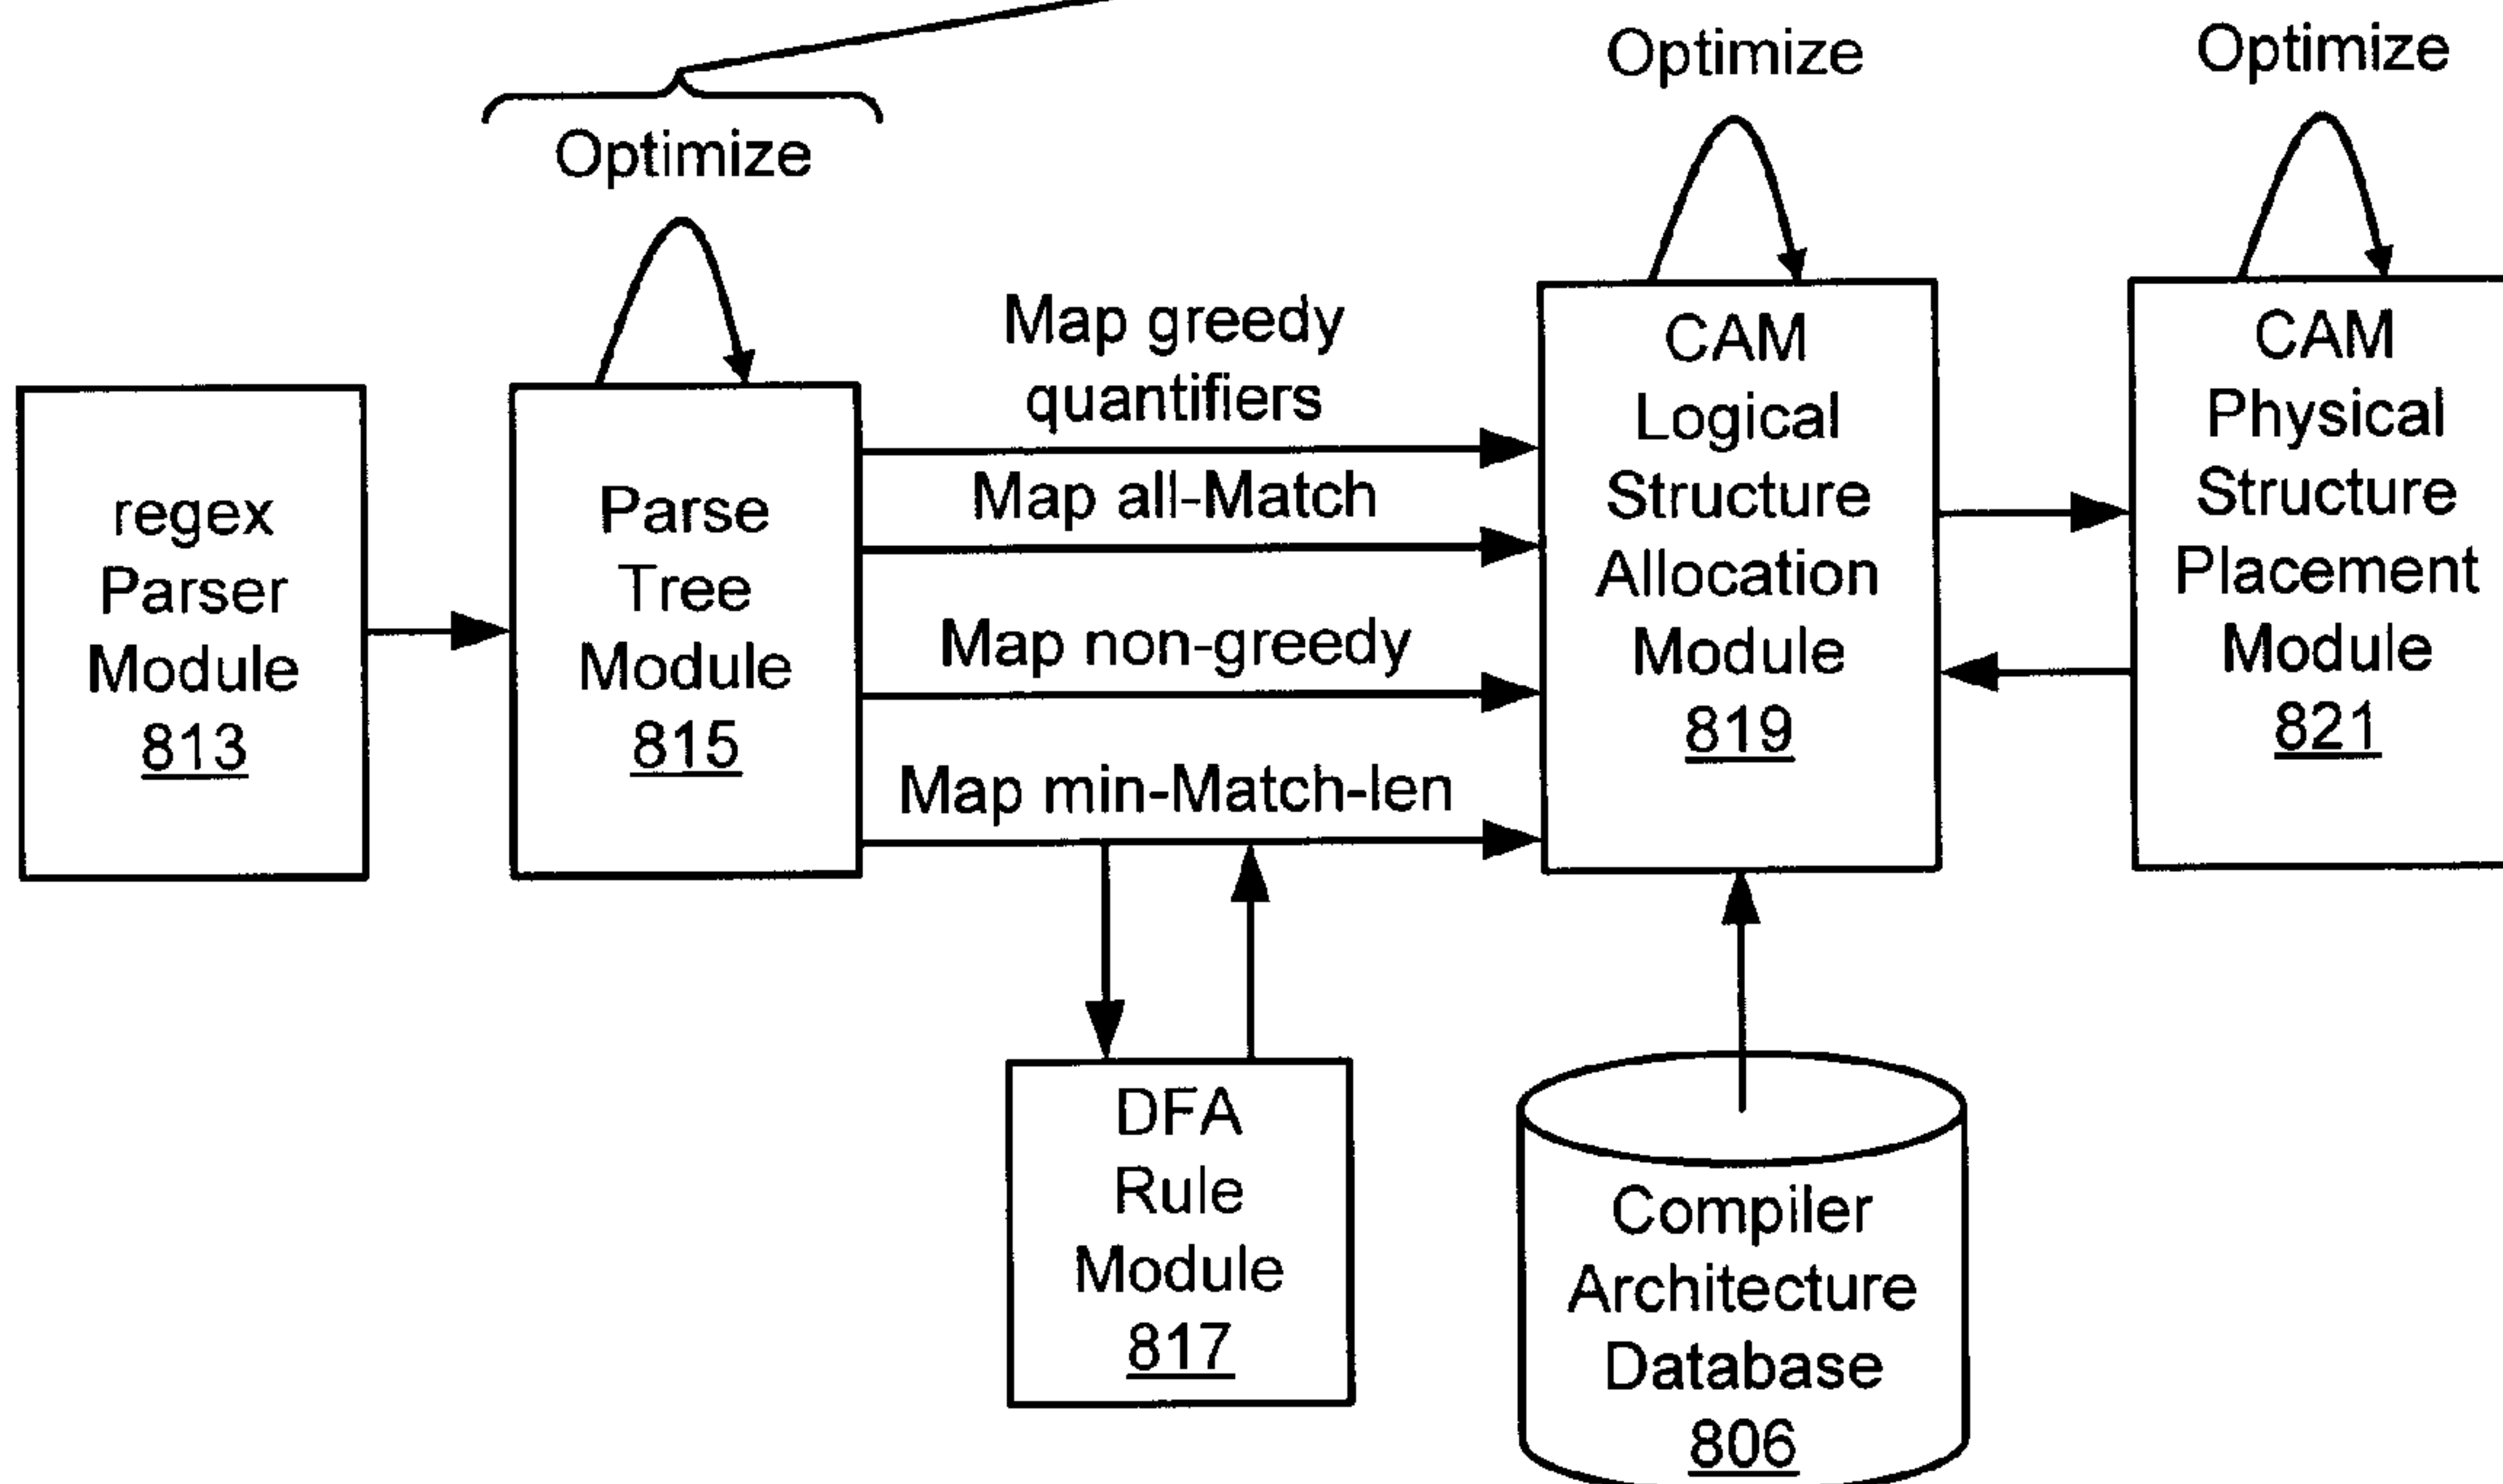 Optimize
Optimize
Optimize
regex
Parser
Module
813
Parse
Tree
Module
815
Map greedy
quantifiers
Map all-Match
Map non-greedy
Map min-Match-len
CAM
Logical
Structure
Allocation
Module
819
CAM
Physical
Structure
Placement
Module
821
DFA
Rule
Module
817
Compiler
Architecture
Database
806